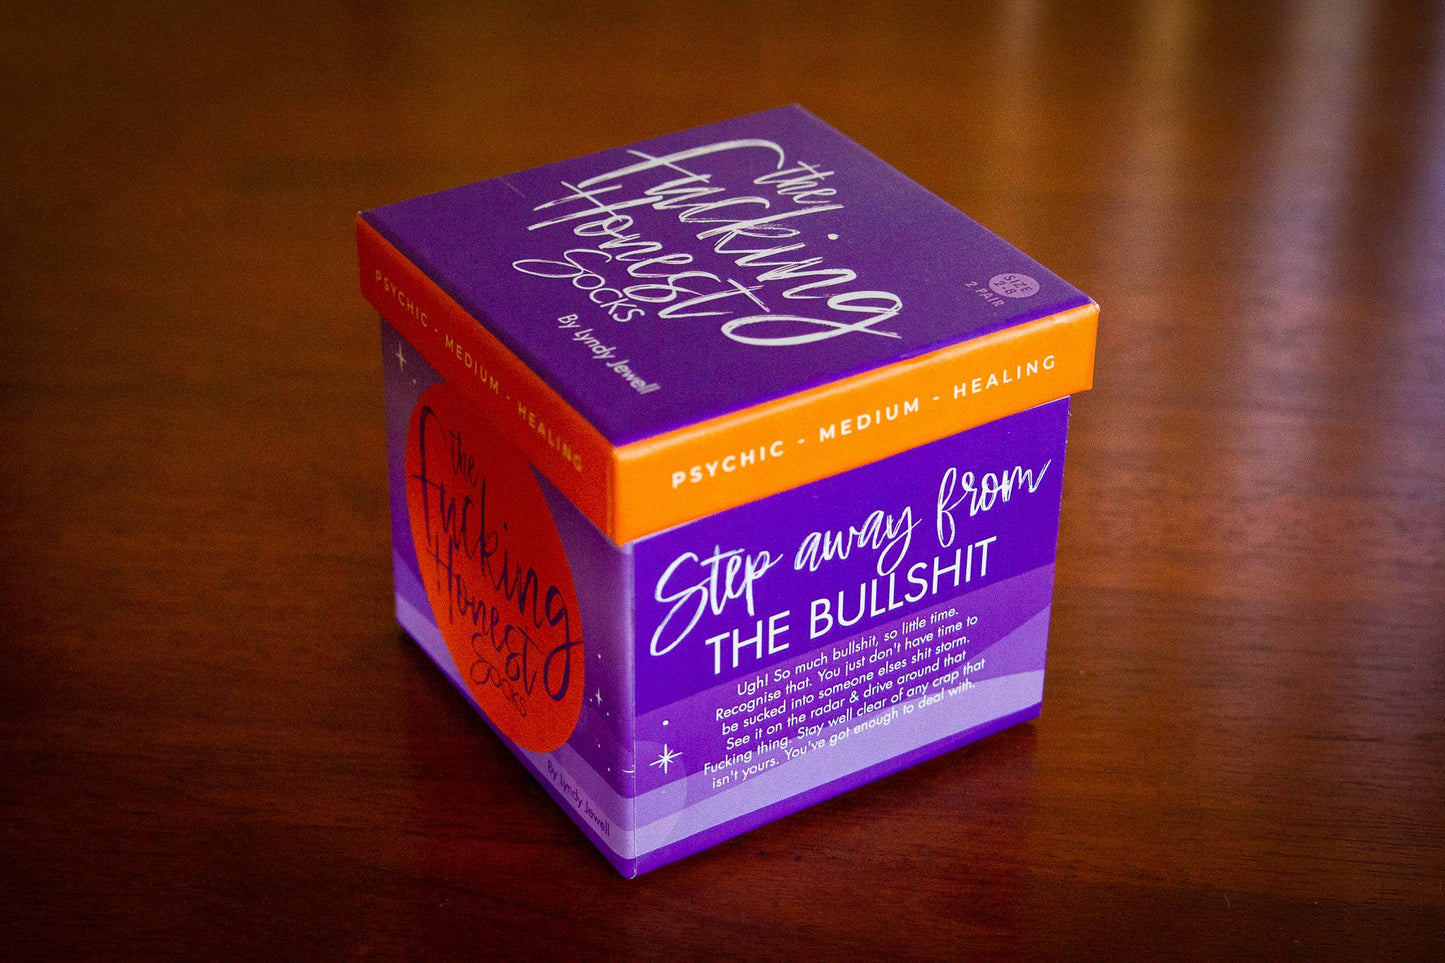 the
Fucking
Honest
SOCKS
By Lyndy Jewell
SIZE
2-8
2 PAIR
PSYCHIC - MEDIUM - HEALING
the
Fucking
Honest
SOCKS
By Lyndy Jewell
PSYCHIC - MEDIUM - HEALING
Step away from
THE BULLSHIT
Ugh! So much bullshit, so little time.
Recognise that. You just don't have time to
be sucked into someone elses shit storm.
See it on the radar & drive around that
Fucking thing. Stay well clear of any crap that
isn't yours. You've got enough to deal with.